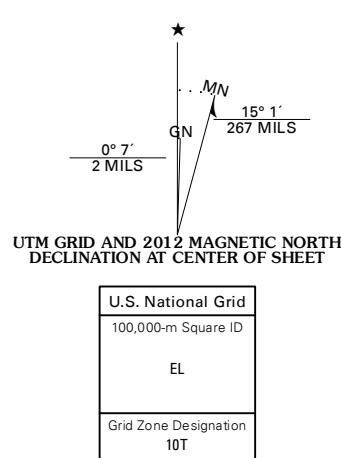 ★
MN
GN
15° 1´
267 MILS
0° 7´
2 MILS
UTM GRID AND 2012 MAGNETIC NORTH
DECLINATION AT CENTER OF SHEET
U.S. National Grid
100,000-m Square ID
EL
Grid Zone Designation
10T